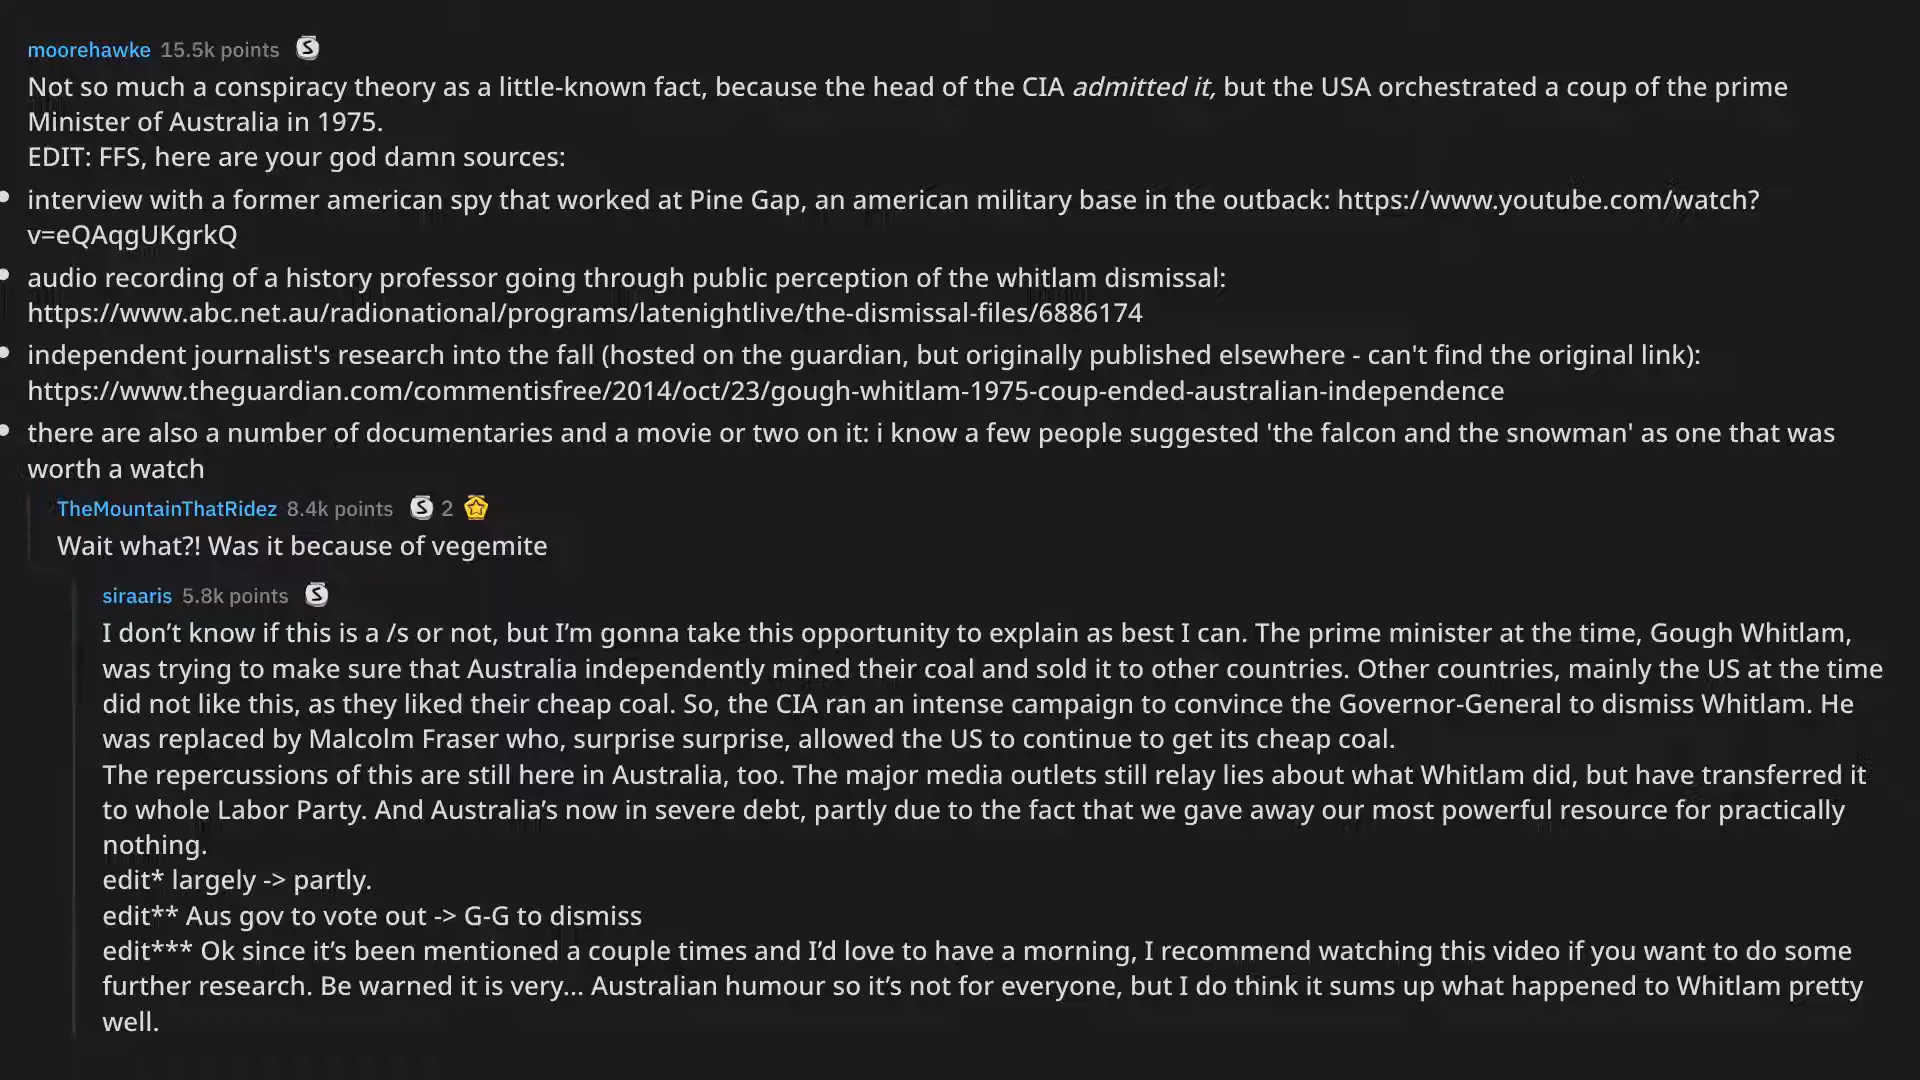 moorehawke 15.5k points
Not so much a conspiracy theory as a little-known fact, because the head of the CIA admitted it, but the USA orchestrated a coup of the prime
Minister of Australia in 1975.
EDIT: FFS, here are your god damn sources:
interview with a former american spy that worked at Pine Gap, an american military base in the outback: https://www.youtube.com/watch?
v=eQAqgUKgrkQ
audio recording of a history professor going through public perception of the whitlam dismissal:
https://www.abc.net.au/radionational/programs/latenightlive/the-dismissal-files/6886174
independent journalist's research into the fall (hosted on the guardian, but originally published elsewhere - can't find the original link):
https://www.theguardian.com/commentisfree/2014/oct/23/gough-whitlam-1975-coup-ended-australian-independence
there are also a number of documentaries and a movie or two on it: i know a few people suggested 'the falcon and the snowman' as one that was
worth a watch
TheMountainThatRidez 8.4k points S 2
Wait what?! Was it because of vegemite
siraaris 5.8k points S
I don’t know if this is a /s or not, but I’m gonna take this opportunity to explain as best I can. The prime minister at the time, Gough Whitlam,
was trying to make sure that Australia independently mined their coal and sold it to other countries. Other countries, mainly the US at the time
did not like this, as they liked their cheap coal. So, the CIA ran an intense campaign to convince the Governor-General to dismiss Whitlam. He
was replaced by Malcolm Fraser who, surprise surprise, allowed the US to continue to get its cheap coal.
The repercussions of this are still here in Australia, too. The major media outlets still relay lies about what Whitlam did, but have transferred it
to whole Labor Party. And Australia’s now in severe debt, partly due to the fact that we gave away our most powerful resource for practically
nothing.
edit* largely -> partly.
edit** Aus gov to vote out -> G-G to dismiss
edit*** Ok since it’s been mentioned a couple times and I’d love to have a morning, I recommend watching this video if you want to do some
further research. Be warned it is very... Australian humour so it’s not for everyone, but I do think it sums up what happened to Whitlam pretty
well.